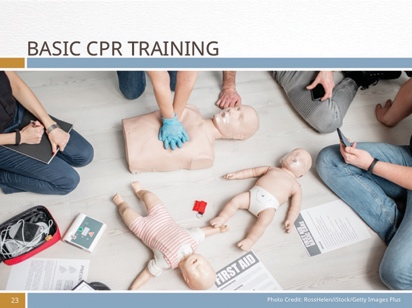 BASIC CPR TRAINING
FIRST AID
23
Photo Credit: RossHelen/iStock/Getty Images Plus